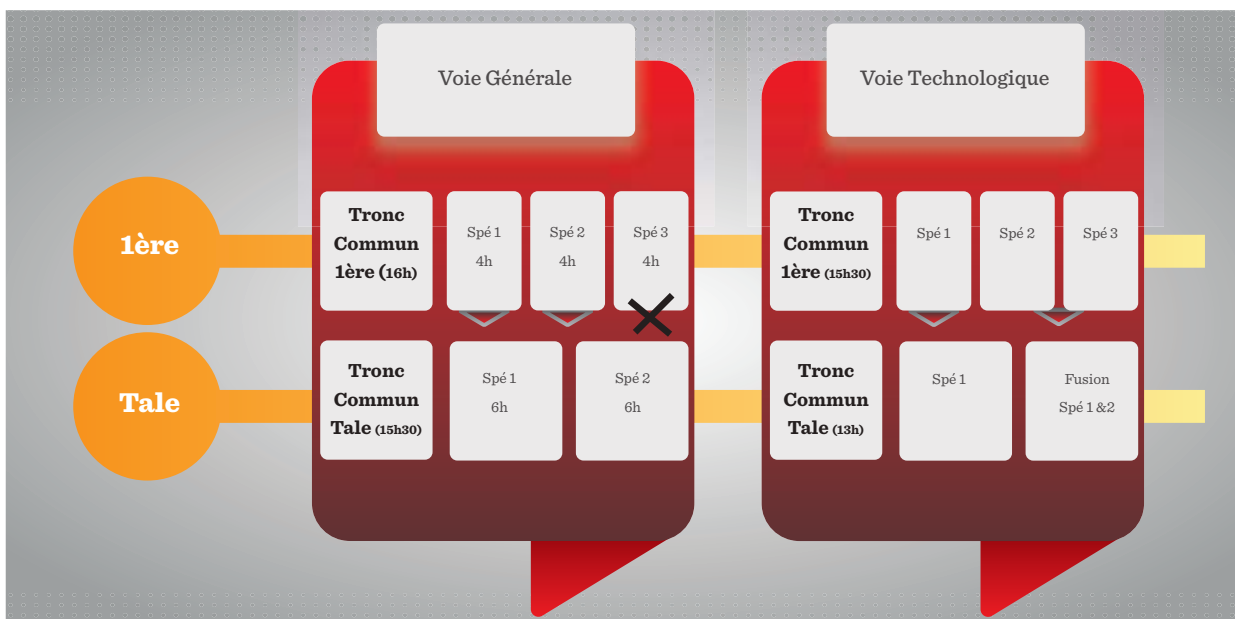 Voie Générale
Voie Technologique
1ère
Tronc
Commun
1ère (16h)
Spé 1
4h
Spé 2
4h
Spé 3
4h
Tronc
Commun
1ère (15h30)
Spé 1
Spé 2
Spé 3
Tale
Tronc
Commun
Tale (15h30)
Spé 1
6h
Spé 2
6h
Tronc
Commun
Tale (13h)
Spé 1
Fusion
Spé 1 &2